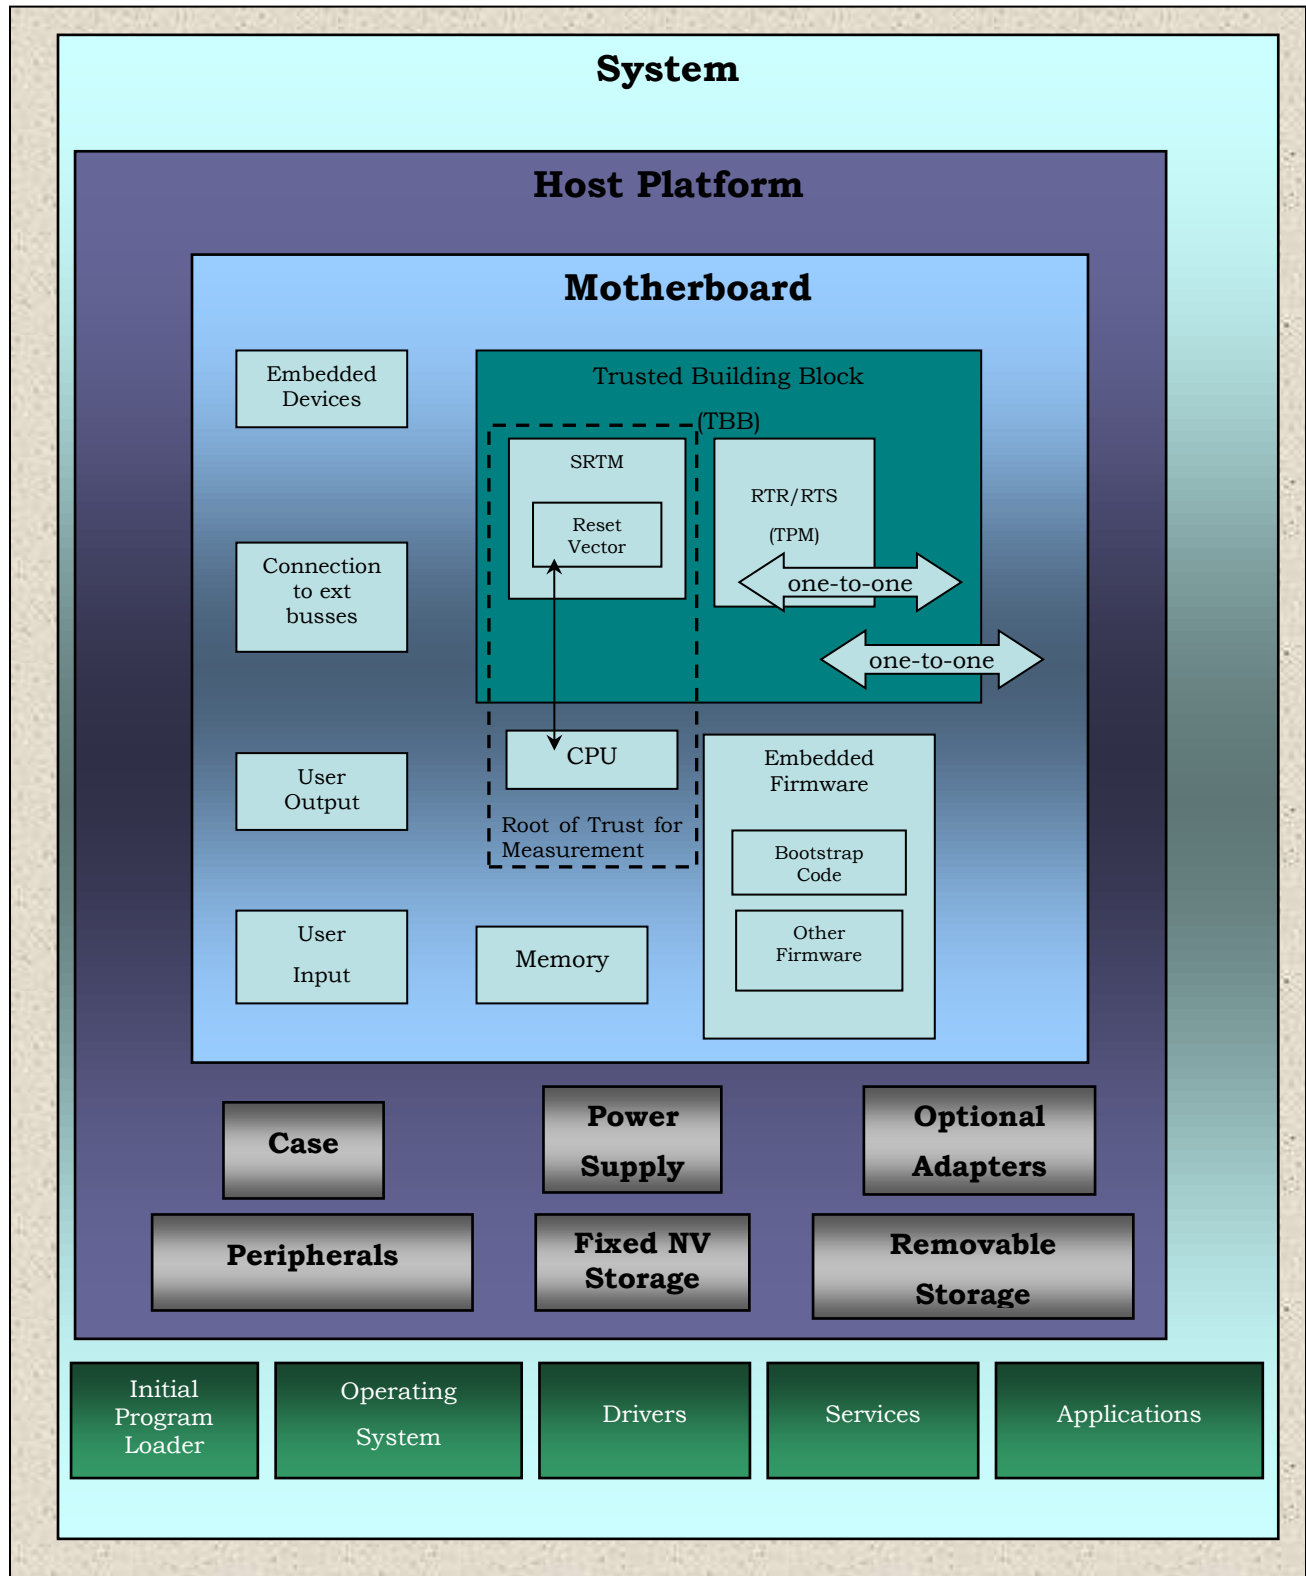 System
Host Platform
Motherboard
Embedded
Devices
Trusted Building Block
(TBB)
SRTM
Reset
Vector
RTR/RTS
(TPM)
one-to-one
Connection
to ext
busses
one-to-one
CPU
Root of Trust for
Measurement
Embedded
Firmware
Bootstrap
Code
Other
Firmware
User
Output
User
Input
Memory
Case
Power
Supply
Optional
Adapters
Peripherals
Fixed NV
Storage
Removable
Storage
Initial
Program
Loader
Operating
System
Drivers
Services
Applications